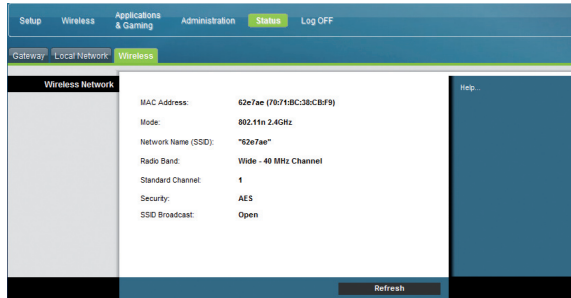 Setup Wireless Applications & Gaming Administration Status Log OFF
Gateway Local Network Wireless
Wireless Network
Help...
MAC Address: 62e7ae (70:71:BC:38:CB:F9)
Mode: 802.11n 2.4GHz
Network Name (SSID): "62e7ae"
Radio Band: Wide - 40 MHz Channel
Standard Channel: 1
Security: AES
SSID Broadcast: Open
Refresh